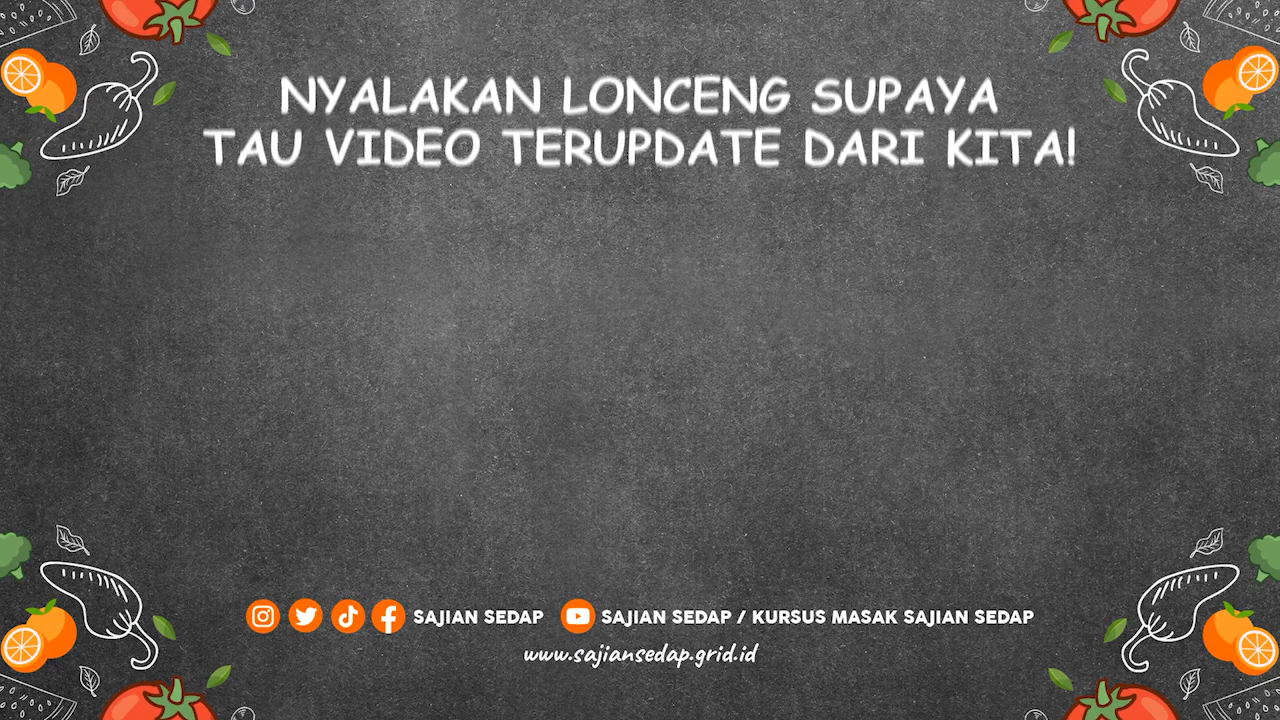 NYALAKAN LONCENG SUPAYA
TAU VIDEO TERUPDATE DARI KITA!
SAJIAN SEDAP SAJIAN SEDAP / KURSUS MASAK SAJIAN SEDAP
www.sajiansedap.grid.id